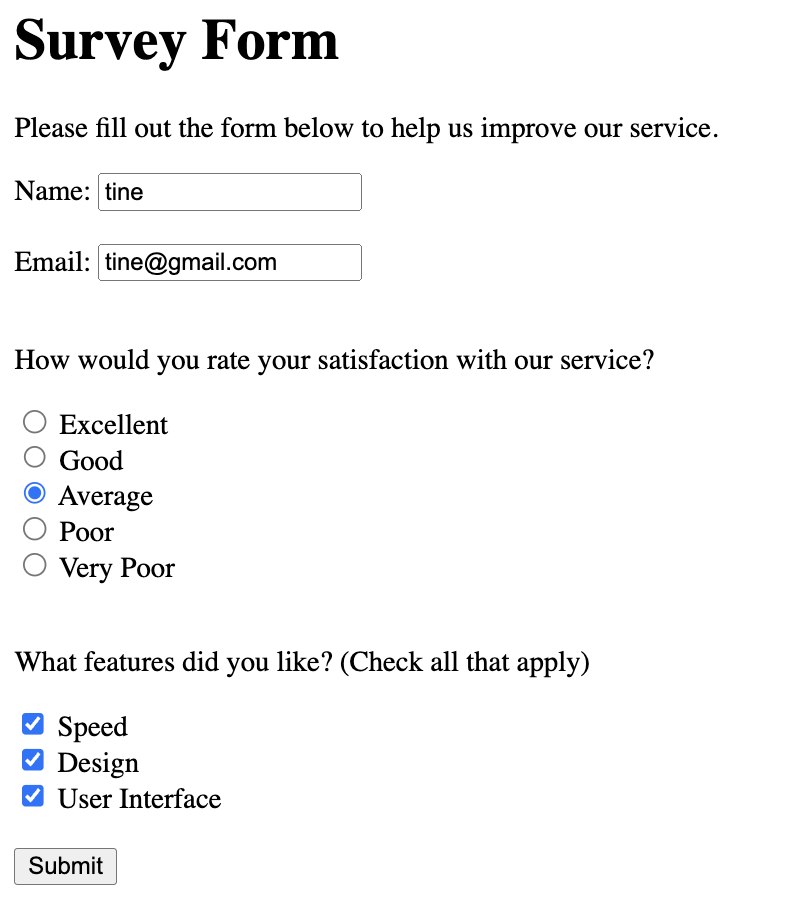 Survey Form
Please fill out the form below to help us improve our service.
Name: tine
Email: tine@gmail.com
How would you rate your satisfaction with our service?
Excellent
Good
Average
Poor
Very Poor
What features did you like? (Check all that apply)
Speed
Design
User Interface
Submit